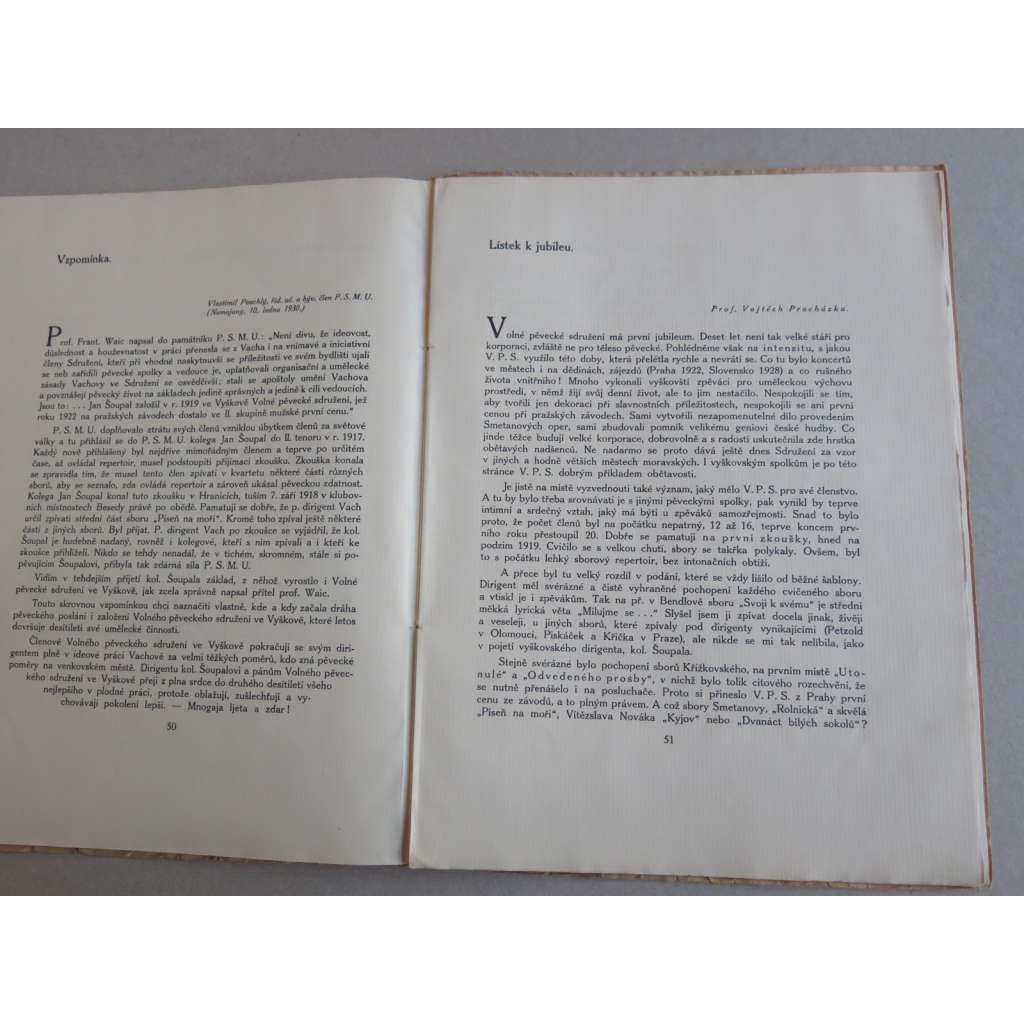 Vzpomínka.
Vlastimil Pouchlý, říd. uč. a býv. člen P. S. M. U.
10. ledna 1930.)
Prof. Frant. Waic napsal do památníku P. S. M. U.: „Není divu, že ideovost,
důslednost a houževnatost v práci přenesla se z Vacha i na vnímavé a iniciativní
členy Sdružení, kteří při vhodné naskytnuvší se příležitosti ve svém bydlišti ujali
se neb zařídili pěvecké spolky a vedouce je, uplatňovali organisační a umělecké
zásady Vachovy ve Sdružení se osvědčivší; stali se apoštoly umění Vachova
a povznášejí pěvecký život na základech jedině správných a jedině k cíli vedoucích.
Jsou to: . . . Jan Šoupal založil v r. 1919 ve Vyškově Volné pěvecké sdružení, jež
roku 1922 na pražských závodech dostalo ve II. skupině mužské první cenu.“
P. S. M. U. doplňovalo ztrátu svých členů vzniklou úbytkem členů za světové
války a tu přihlásil se do P. S. M. U. kolega Jan Šoupal do II. tenoru v r. 1917.
Každý nově přihlášený byl najdříve mimořádným členem a teprve po určitém
čase, až ovládal repertoir, musel podstoupiti přijímací zkoušku. Zkouška konala
se zpravidla tím, že musel tento člen zpívati v kvartetu některé části různých
sborů, aby se seznalo, zda ovládá repertoir a zároveň ukázal pěveckou zdatnost.
Kolega Jan Šoupal konal tuto zkoušku v Hranicích, tuším 7. září 1918 v klubov-
ních místnostech Besedy právě po obědě. Pamatuji se dobře, že p. dirigent Vach
určil zpívati střední část sboru „Píseň na moři“. Kromě toho zpíval ještě některé
části z jiných sborů. Byl přijat. P. dirigent Vach po zkoušce se vyjádřil, že kol.
Šoupal je hudebně nadaný, rovněž i kolegové, kteří s ním zpívali a i kteří ke
zkoušce přihlíželi. Nikdo se tehdy nenadál, že v tichém, skromném, stále si po-
pěvujícím Šoupalovi, přibyla tak zdárná síla P. S. M. U.
Vidím v tehdejším přijetí kol. Šoupala základ, z něhož vyrostlo i Volné
pěvecké sdružení ve Vyškově, jak zcela správně napsal přítel prof. Waic.
Touto skrovnou vzpomínkou chci naznačiti vlastně, kde a kdy začala dráha
pěveckého poslání i založení Volného pěveckého sdružení ve Vyškově, které letos
dovršuje desítiletí své umělecké činnosti.
Členové Volného pěveckého sdružení ve Vyškově pokračují se svým diri-
gentem plně v ideové práci Vachově za velmi těžkých poměrů, kdo zná pěvecké
poměry na venkovském městě. Dirigentu kol. Šoupalovi a pánům Volného pěvec-
kého sdružení ve Vyškově přeji z plna srdce do druhého desítiletí všeho
nejlepšího v plodné práci, protože oblažují, zušlechťují a vy-
chovávají pokolení lepší. — Mnogaja ljeta a zdar!
50
Lístek k jubileu.
Prof. Vojtěch Procházka.
Volné pěvecké sdružení má první jubileum. Deset let není tak velké stáří pro
korporaci, zvláště ne pro těleso pěvecké. Pohlédněme však na intenzitu, s jakou
V. P. S. využilo této doby, která přelétla rychle a nevrátí se. Co tu bylo koncertů
ve městech i na dědinách, zájezdů (Praha 1922, Slovensko 1928) a co rušného
života vnitřního! Mnoho vykonali vyškovští zpěváci pro uměleckou výchovu
prostředí, v němž žijí svůj denní život, ale to jim nestačilo. Nespokojili se tím,
aby tvořili jen dekoraci při slavnostních příležitostech, nespokojili se ani první
cenou při pražských závodech. Sami vytvořili nezapomenutelné dílo provedením
Smetanových oper, sami zbudovali pomník velikému geniovi české hudby. Co
jinde těžce budují velké korporace, dobrovolně a s radostí uskutečnila zde hrstka
obětavých nadšenců. Ne nadarmo se proto dává ještě dnes Sdružení za vzor
v jiných a hodně větších městech moravských. I vyškovským spolkům je po této
stránce V. P. S. dobrým příkladem obětavosti.
Je jistě na místě vyzvednouti také význam, jaký mělo V. P. S. pro své členstvo.
A tu by bylo třeba srovnávati je s jinými pěveckými spolky, pak vynikl by teprve
intimní a srdečný vztah, jaký má býti u zpěváků samozřejmostí. Snad to bylo
proto, že počet členů byl na počátku nepatrný, 12 až 16, teprve koncem prv-
ního roku přestoupil 20. Dobře se pamatuji na první zkoušky, hned na
podzim 1919. Cvičilo se s velkou chutí, sbory se takřka polykaly. Ovšem, byl
to s počátku lehký sborový repertoir, bez intonačních obtíží.
A přece byl tu velký rozdíl v podání, které se vždy lišilo od běžné šablony.
Dirigent měl svérázné a čistě vyhraněné pochopení každého cvičeného sboru
a vtiskl je i zpěvákům. Tak na př. v Bendlově sboru „Svoji k svému“ je střední
měkká lyrická věta „Milujme se . . .“ Slyšel jsem ji zpívat docela jinak, živěji
a veseleji, u jiných sborů, které zpívaly pod dirigenty vynikajícími (Petzold
v Olomouci, Piskáček a Křička v Praze), ale nikde se mi tak nelíbila, jako
v pojetí vyškovského dirigenta, kol. Šoupala.
Stejně svérázné bylo pochopení sborů Křížkovského, na prvním místě „Uto-
nulé“ a „Odvedeného prosby“, v nichž bylo tolik citového rozechvění, že
se nutně přenášelo i na posluchače. Proto si přineslo V. P. S. z Prahy první
cenu ze závodů, a to plným právem. A což sbory Smetanovy, „Rolnická“ a skvělá
„Píseň na moři“, Vítězslava Nováka „Kyjov“ nebo „Dvanáct bílých sokolů“?
51